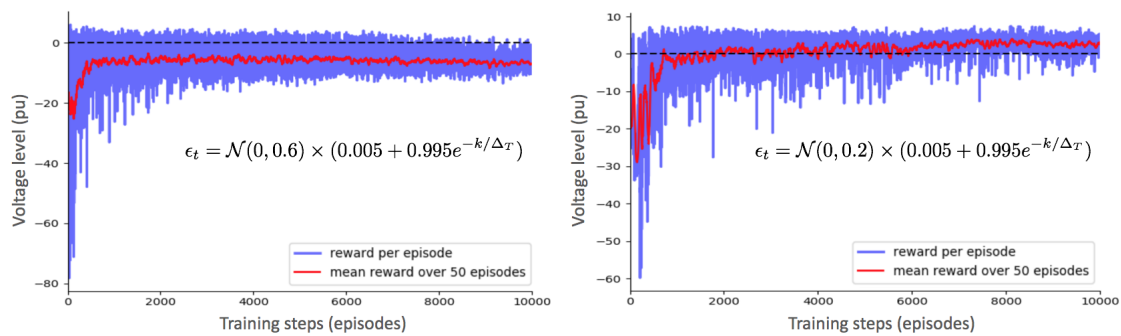 0
−20
−40
−60
−80
Voltage level (pu)
ϵ_t = 𝒩(0, 0.6) × (0.005 + 0.995e^{−k/Δ_T})
reward per episode
mean reward over 50 episodes
0 2000 4000 6000 8000 10000
Training steps (episodes)
10
0
−10
−20
−30
−40
−50
−60
Voltage level (pu)
ϵ_t = 𝒩(0, 0.2) × (0.005 + 0.995e^{−k/Δ_T})
reward per episode
mean reward over 50 episodes
0 2000 4000 6000 8000 10000
Training steps (episodes)